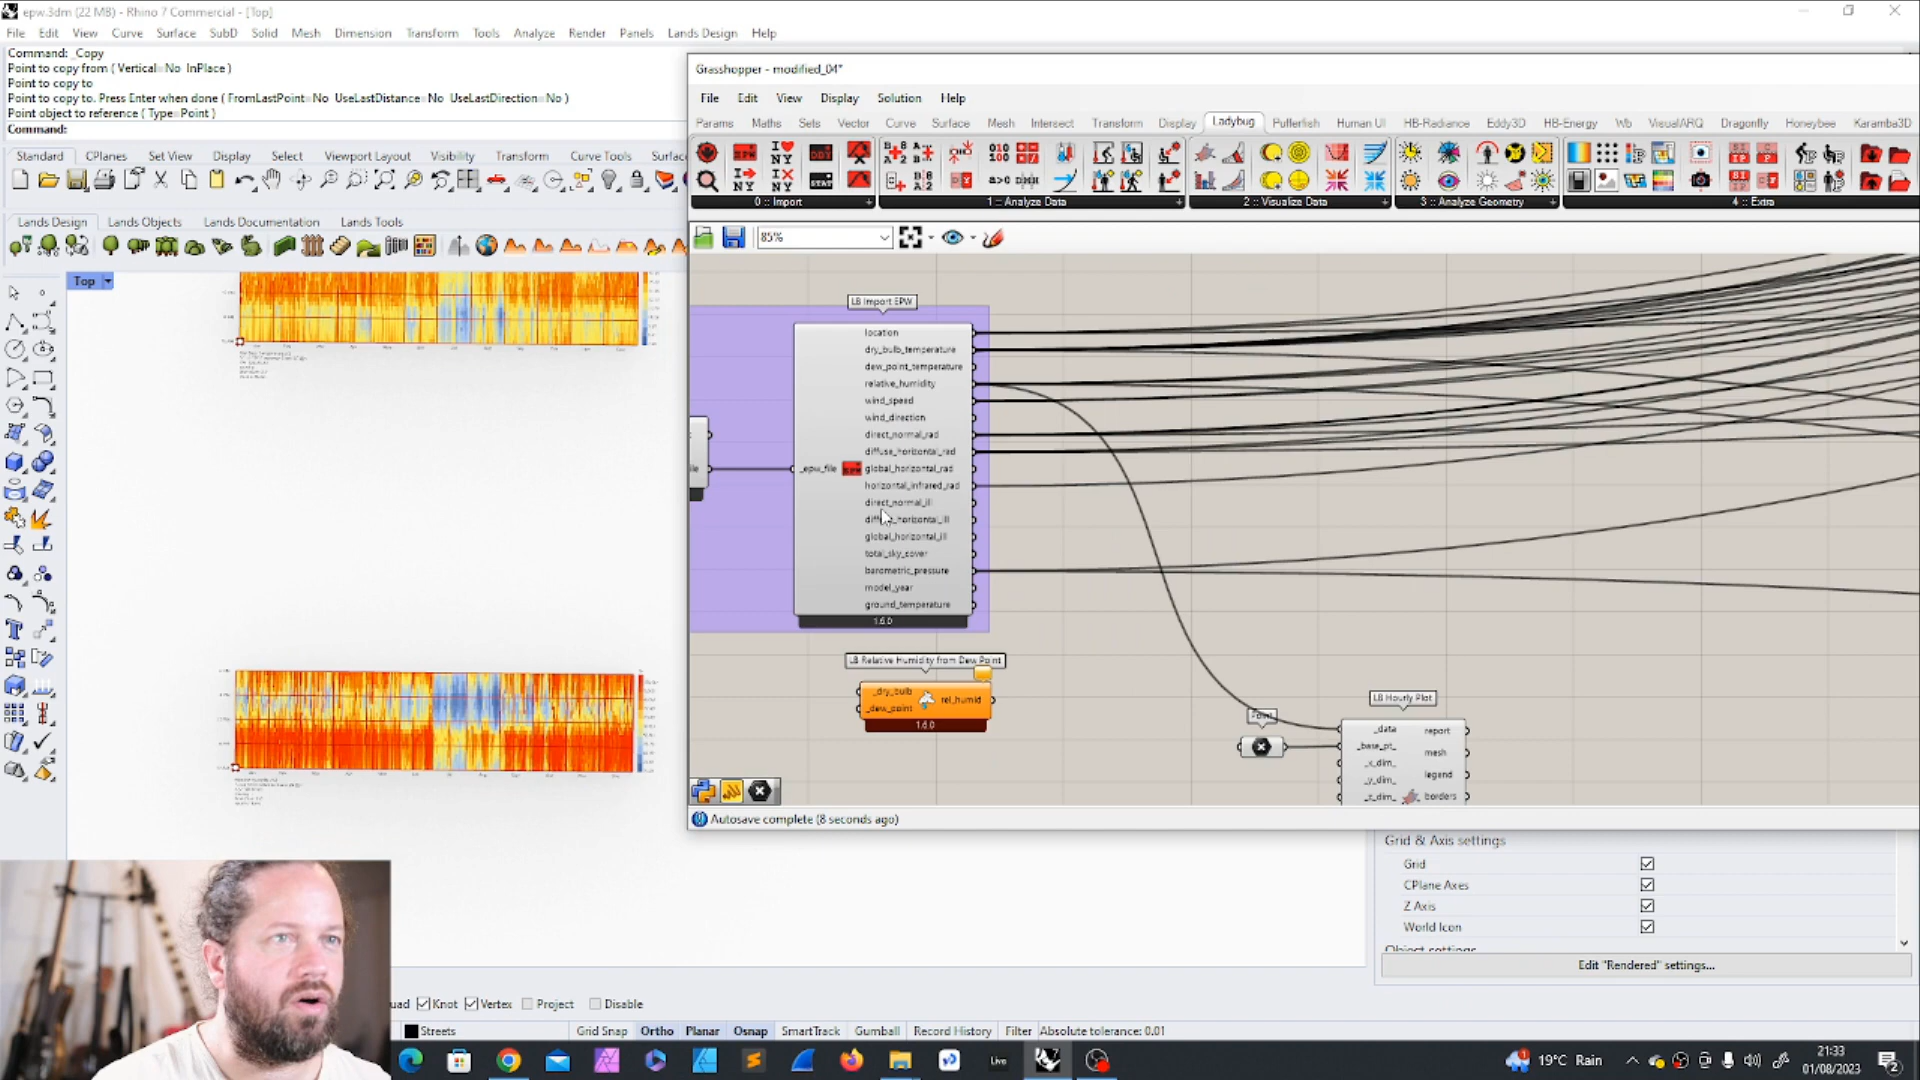 epw.3dm (22 MB) - Rhino 7 Commercial - [Top]
File Edit View Curve Surface SubD Solid Mesh Dimension Transform Tools Analyze Render Panels Lands Design Help
Command: _Copy
Point to copy from ( Vertical=No InPlace )
Point to copy to
Point to copy to. Press Enter when done ( FromLastPoint=No UseLastDistance=No UseLastDirection=No )
Point object to reference ( Type=Point )
Command:
Standard CPlanes Set View Display Select Viewport Layout Visibility Transform Curve Tools Surfac
Lands Design Lands Objects Lands Documentation Lands Tools
Top
Grasshopper - modified_04*
File Edit View Display Solution Help
Params Maths Sets Vector Curve Surface Mesh Intersect Transform Display Ladybug Pufferfish Human UI HB-Radiance Eddy3D HB-Energy Wb VisualARQ Dragonfly Honeybee Karamba3D
0 :: Import 1 :: Analyze Data 2 :: Visualize Data 3 :: Analyze Geometry 4 :: Extra
85%
LB Import EPW
location
dry_bulb_temperature
dew_point_temperature
relative_humidity
wind_speed
wind_direction
direct_normal_rad
diffuse_horizontal_rad
_epw_file
global_horizontal_rad
horizontal_infrared_rad
direct_normal_ill
global_horizontal_ill
total_sky_cover
barometric_pressure
model_year
ground_temperature
1.6.0
LB Relative Humidity from Dew Point
_dry_bulb
_dew_point
rel_humid
1.6.0
Point
LB Hourly Plot
_data report
_base_pt_ mesh
_x_dim_
_y_dim_ legend
_z_dim_ borders
Autosave complete (8 seconds ago)
Grid & Axis settings
Grid
CPlane Axes
Z Axis
World Icon
Object settings
Edit "Rendered" settings...
uad Knot Vertex Project Disable
Streets Grid Snap Ortho Planar Osnap SmartTrack Gumball Record History Filter Absolute tolerance: 0.01
Live
19°C Rain
21:33
01/08/2023
2